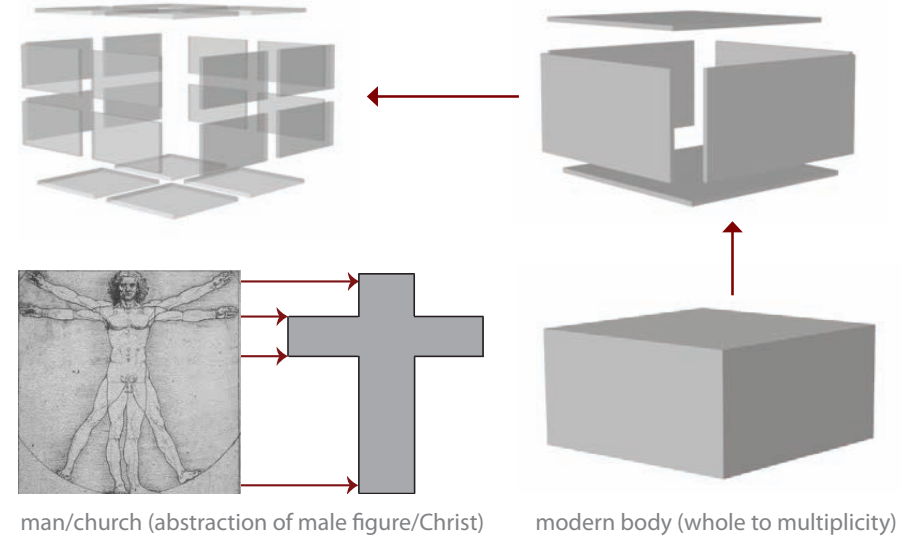 man/church (abstraction of male figure/Christ)
modern body (whole to multiplicity)